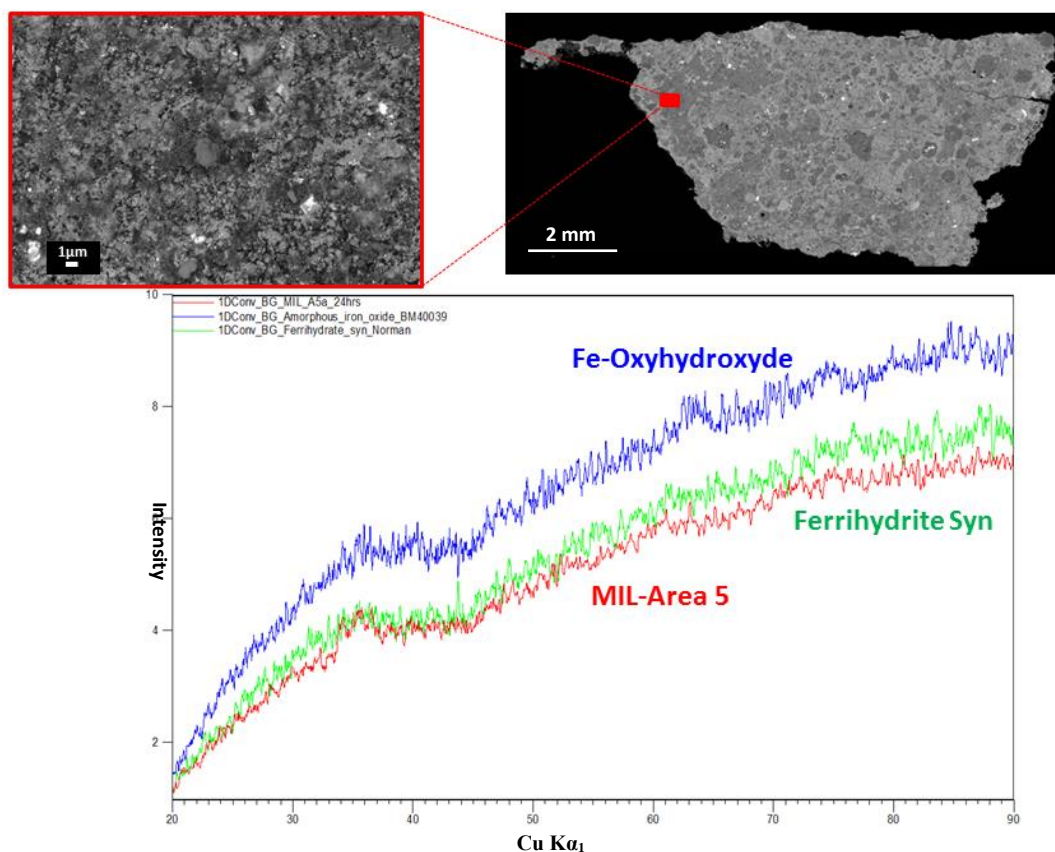 1µm
2 mm
10
1DConv_BG_MIL_A5a_24hrs
1DConv_BG_Amorphous_iron_oxide_BM40039
1DConv_BG_Ferrihydrate_syn_Norman
Fe-Oxyhydroxyde
8
Intensity
Ferrihydrite Syn
MIL-Area 5
4
2
20 30 40 50 60 70 80 90
Cu Kα₁